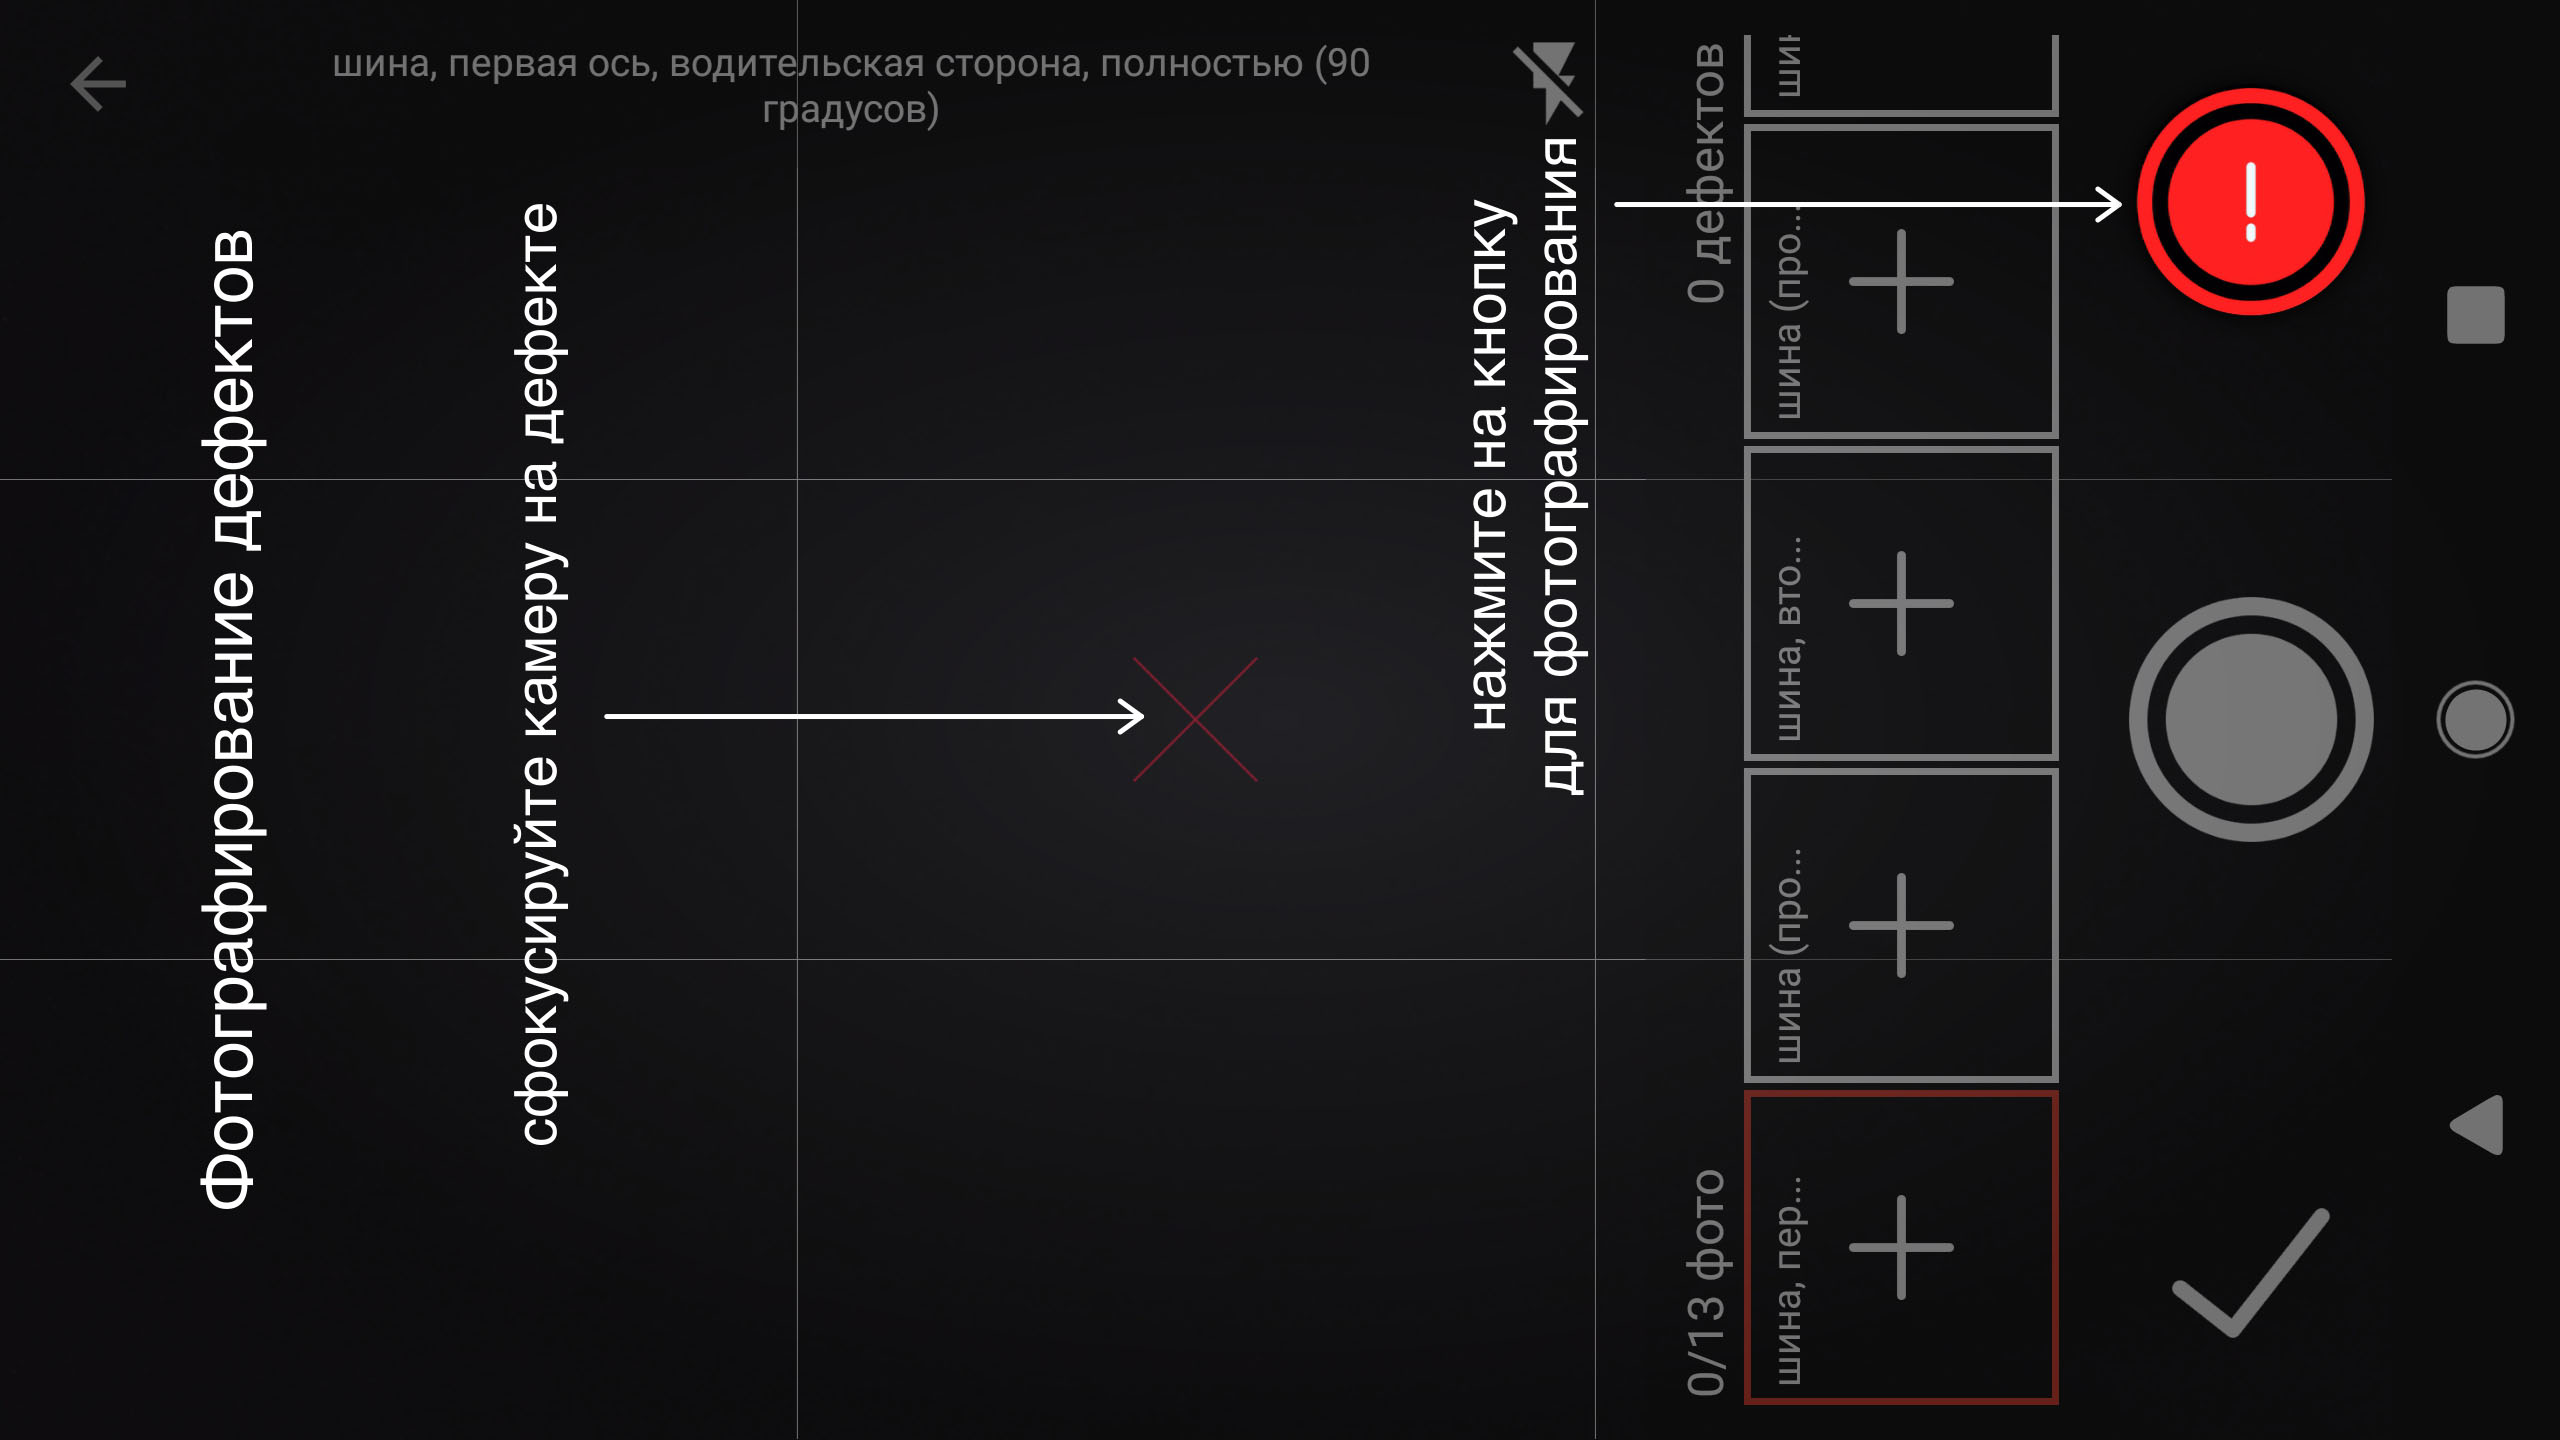 шина, первая ось, водительская сторона, полностью (90
градусов)
Фотографирование дефектов
сфокусируйте камеру на дефекте
нажмите на кнопку
для фотографирования
0/13 фото
0 дефектов
шина, пер...
шина (про...
шина, вто...
шина (про...
шин